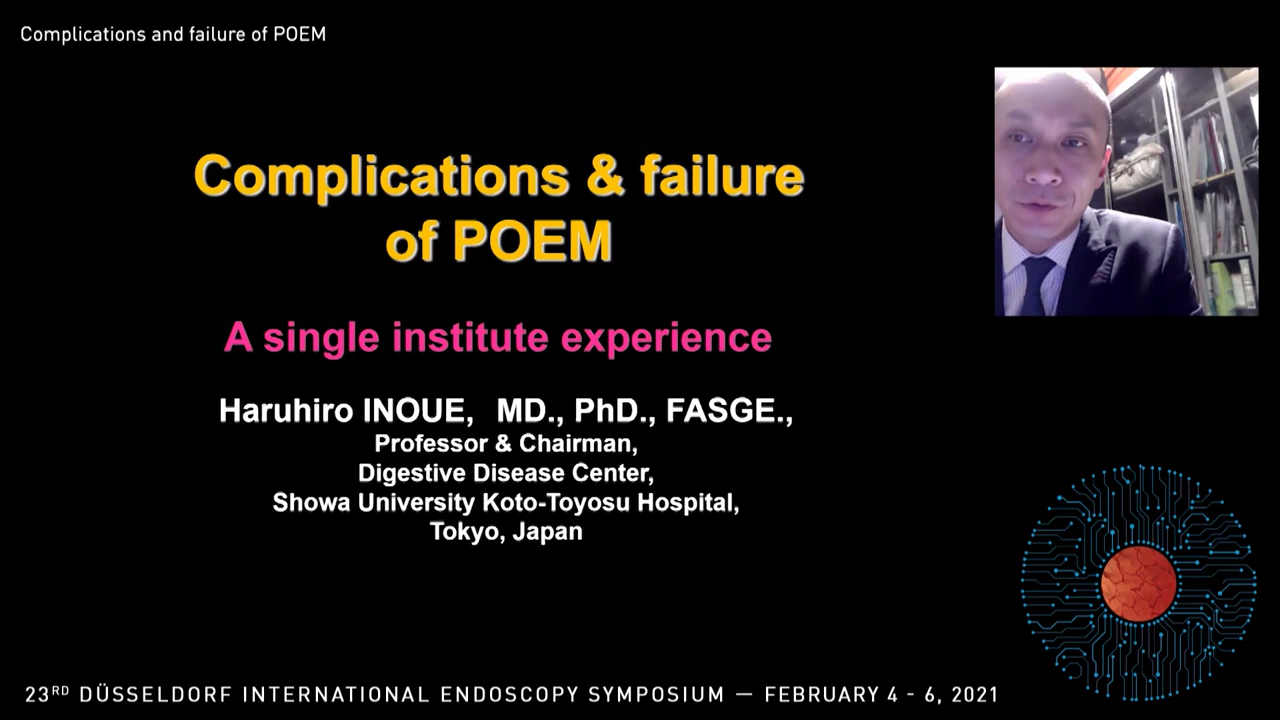 Complications and failure of POEM
Complications & failure
of POEM
A single institute experience
Haruhiro INOUE, MD., PhD., FASGE.,
Professor & Chairman,
Digestive Disease Center,
Showa University Koto-Toyosu Hospital,
Tokyo, Japan
23RD DÜSSELDORF INTERNATIONAL ENDOSCOPY SYMPOSIUM — FEBRUARY 4 - 6, 2021